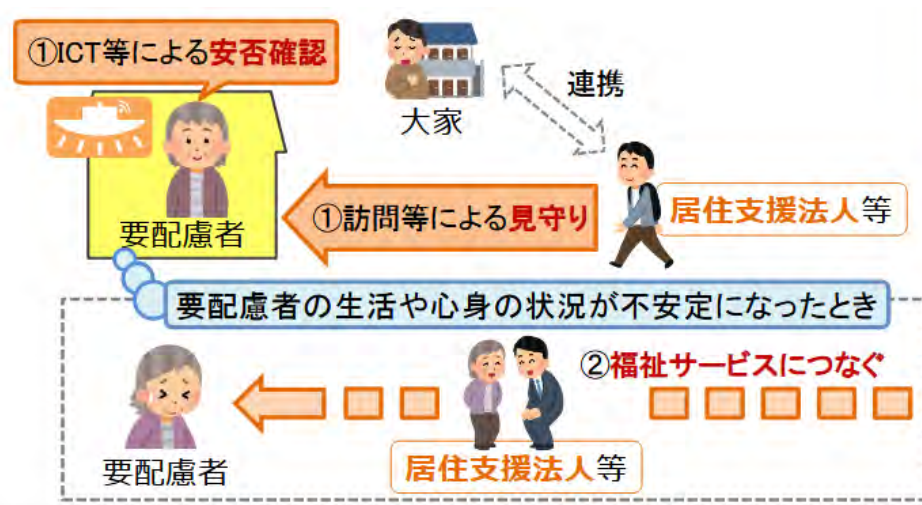 ①ICT等による安否確認
大家
連携
要配慮者
①訪問等による見守り
居住支援法人等
要配慮者の生活や心身の状況が不安定になったとき
②福祉サービスにつなぐ
要配慮者
居住支援法人等